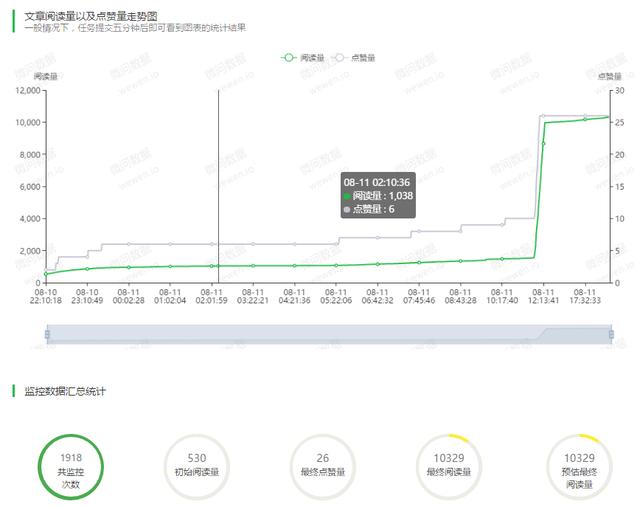 文章阅读量以及点赞量走势图
一般情况下，任务提交五分钟后即可看到图表的统计结果
阅读量 点赞量
阅读量 点赞量
12,000 30
10,000 25
8,000 20
6,000 15
4,000 10
2,000 5
0 0
08-11 02:10:36
阅读量 : 1,038
点赞量 : 6
08-10 08-10 08-11 08-11 08-11 08-11 08-11 08-11 08-11 08-11 08-11 08-11 08-11 08-11
22:10:18 23:10:49 00:02:28 01:02:04 02:01:59 03:22:21 04:21:36 05:22:06 06:42:32 07:45:46 08:43:28 10:17:40 12:13:41 17:32:33
微问数据
wewen.io
监控数据汇总统计
1918 530 26 10329 10329
共监控 初始阅读量 最终点赞量 最终阅读量 预估最终
次数 阅读量